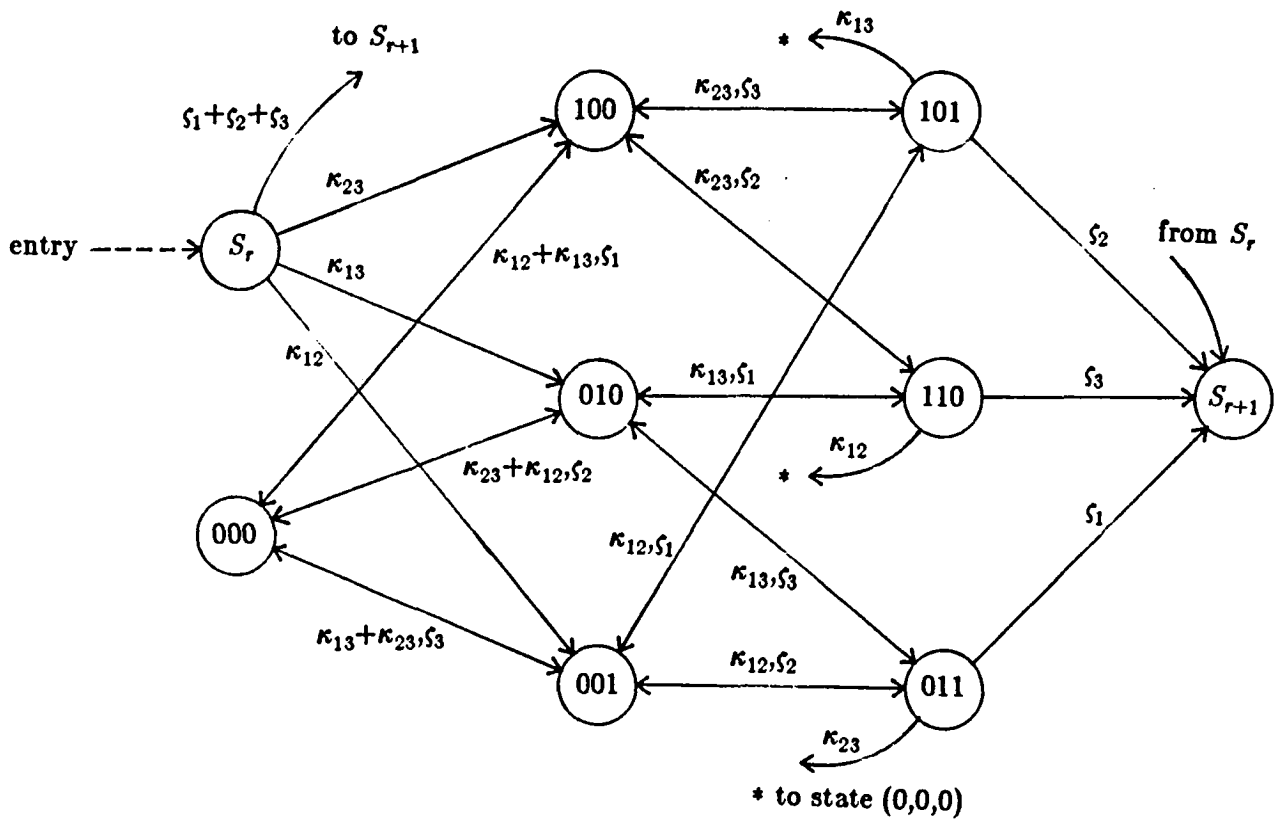 to S_{r+1}
κ₁₃
*
ς₁+ς₂+ς₃
100
κ₂₃,ς₃
101
κ₂₃
κ₂₃,ς₂
entry
S_r
κ₁₂+κ₁₃,ς₁
ς₂
from S_r
κ₁₃
κ₁₂
010
κ₁₃,ς₁
110
ς₃
S_{r+1}
κ₂₃+κ₁₂,ς₂
κ₁₂
*
000
κ₁₂,ς₁
κ₁₃,ς₃
ς₁
κ₁₃+κ₂₃,ς₃
001
κ₁₂,ς₂
011
κ₂₃
* to state (0,0,0)